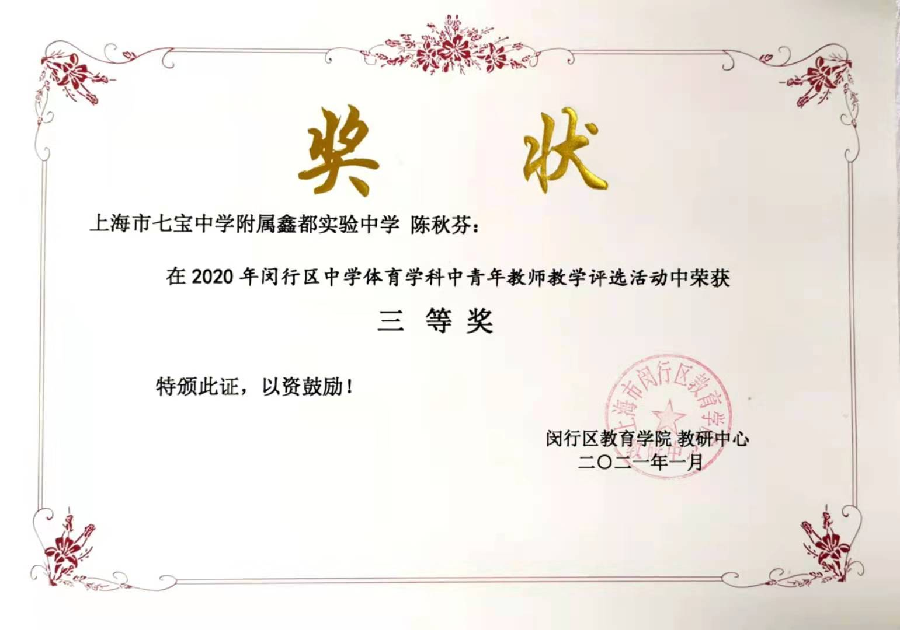 奖 状
上海市七宝中学附属鑫都实验中学 陈秋芬：
在 2020 年闵行区中学体育学科中青年教师教学评选活动中荣获
三 等 奖
特颁此证，以资鼓励！
上海市闵行区教育学院
闵行区教育学院 教研中心
二〇二一年一月